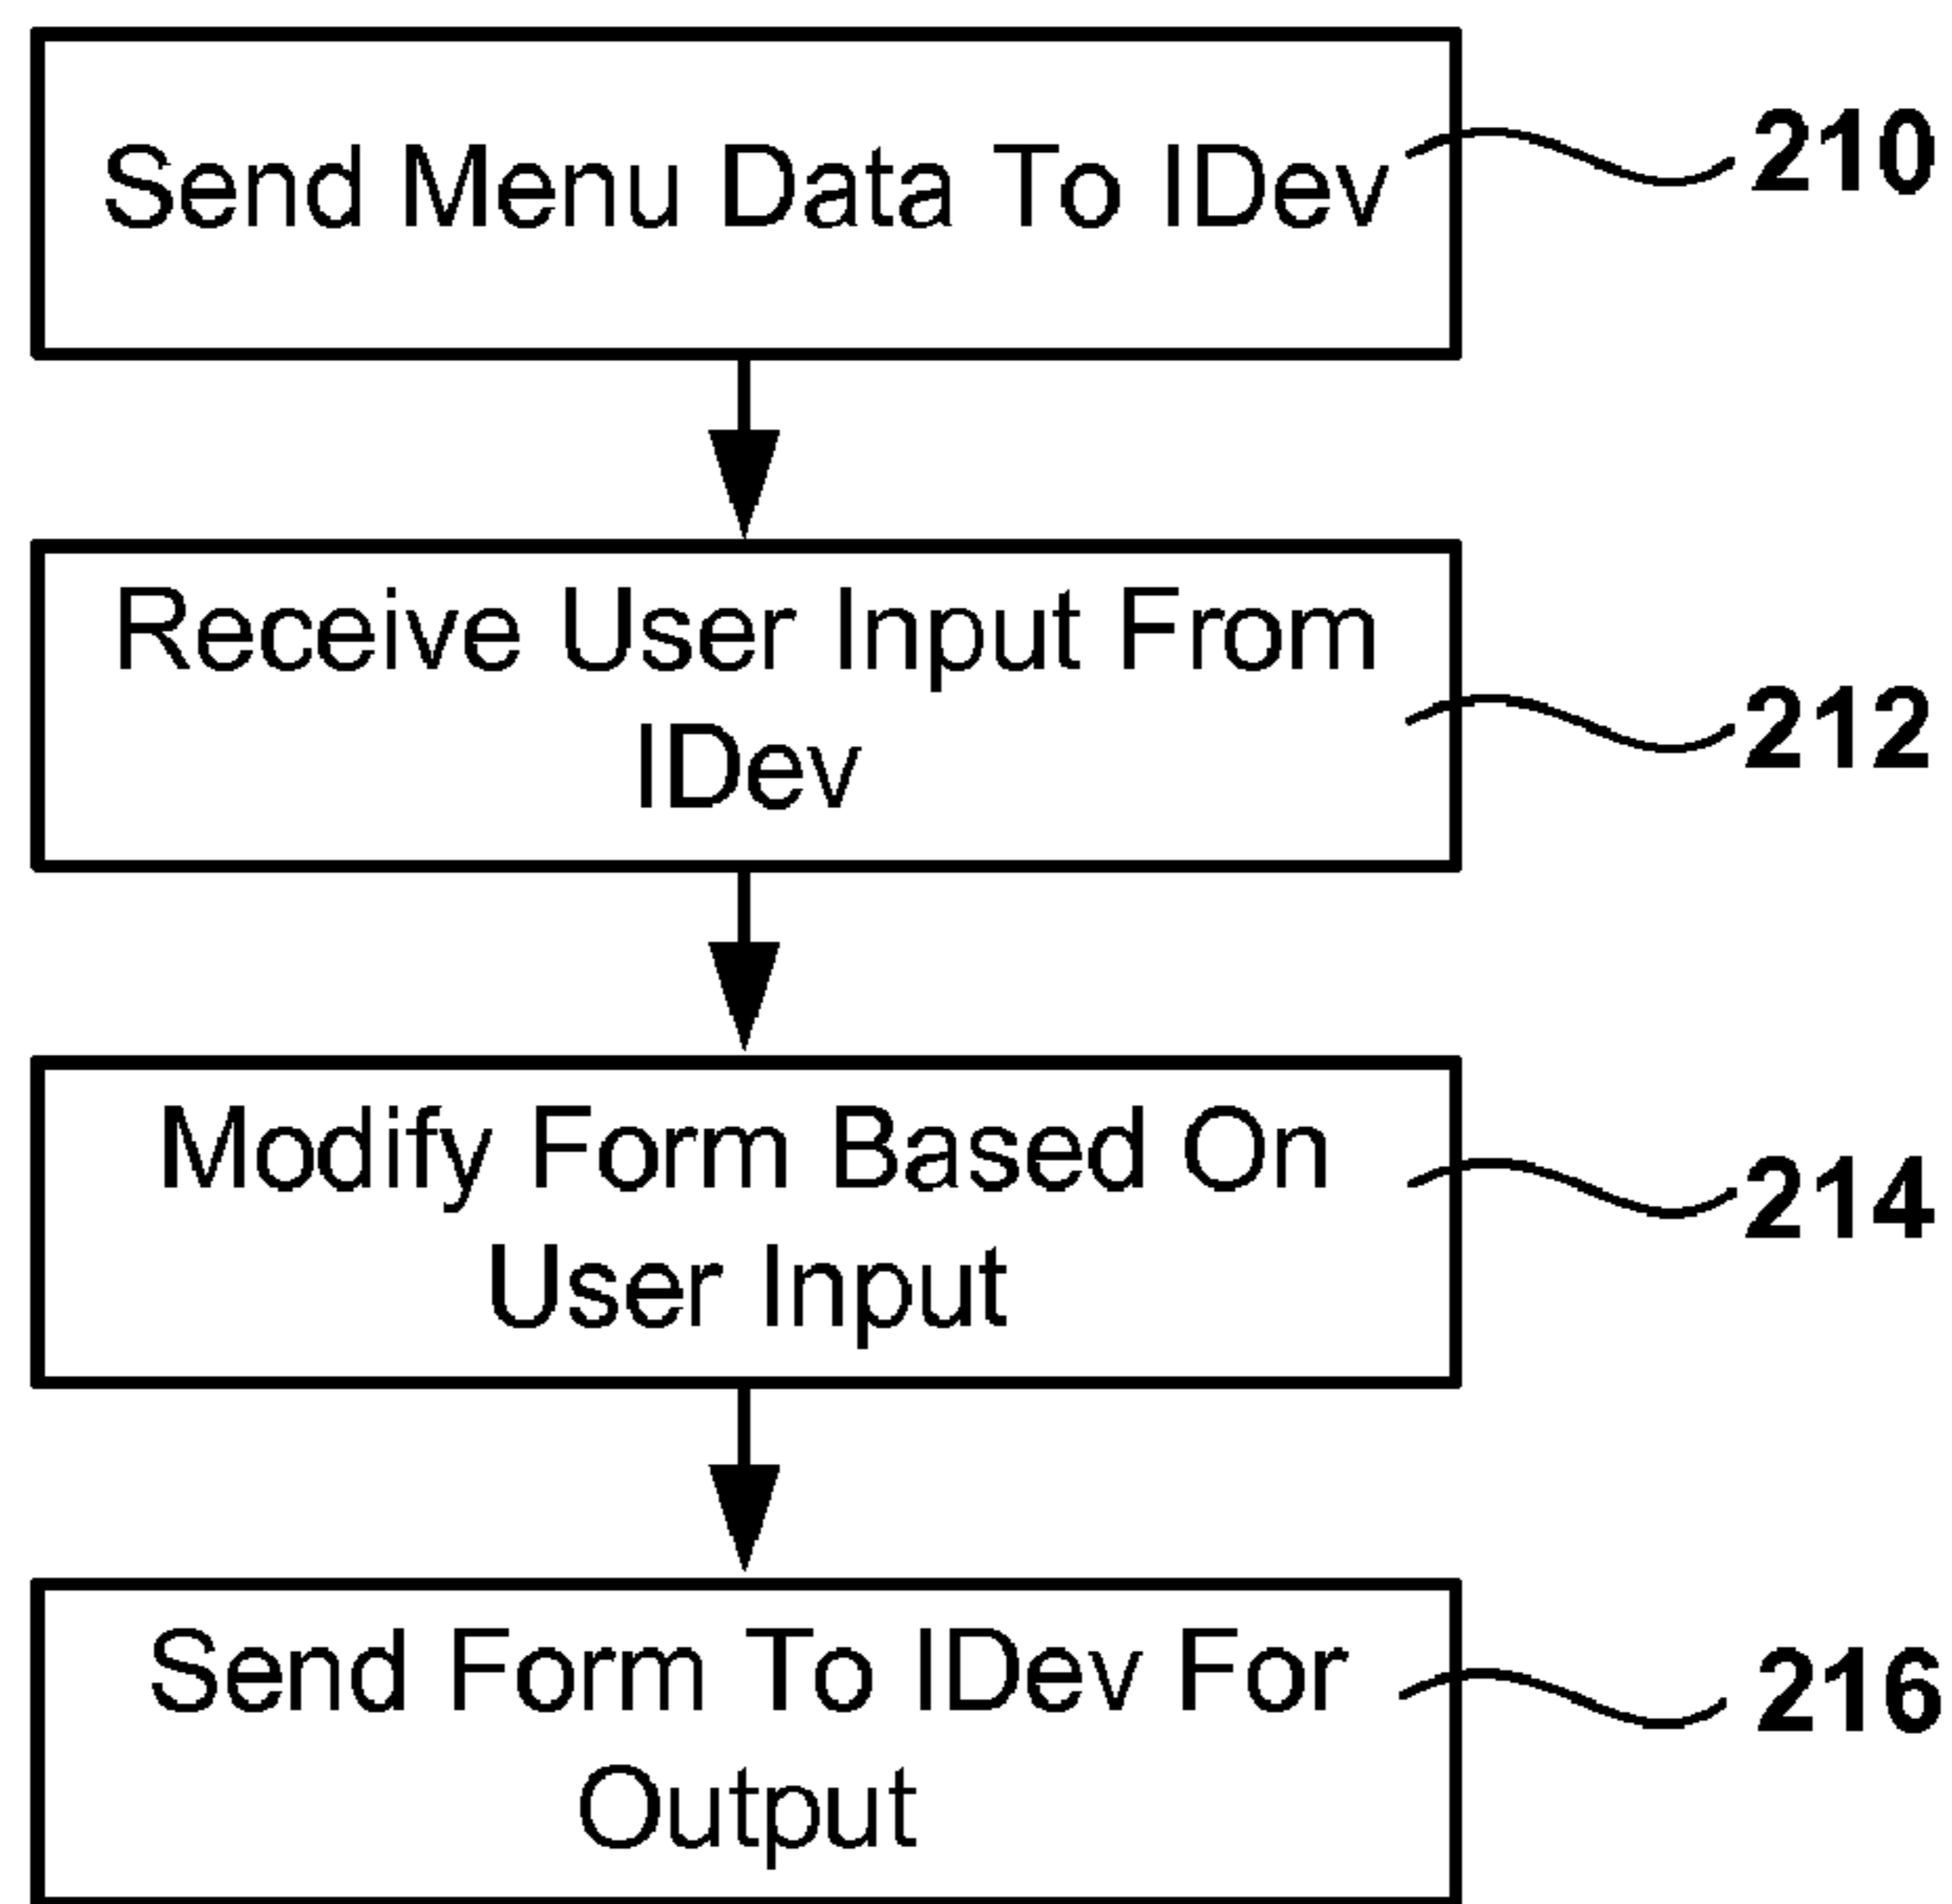 Send Menu Data To IDev
210
Receive User Input From
IDev
212
Modify Form Based On
User Input
214
Send Form To IDev For
Output
216